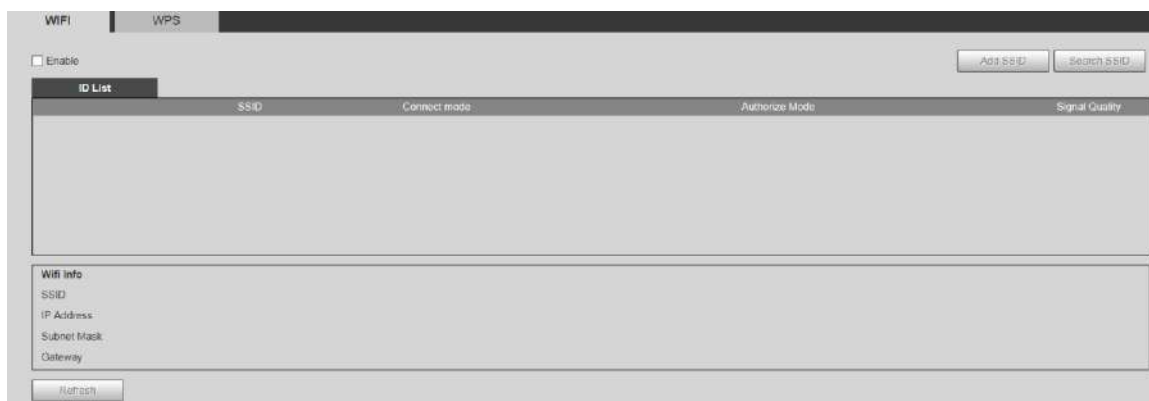 WIFI WPS
Enable Add SSID Search SSID
ID List
SSID Connect mode Authorize Mode Signal Quality
Wifi Info
SSID
IP Address
Subnet Mask
Gateway
Refresh